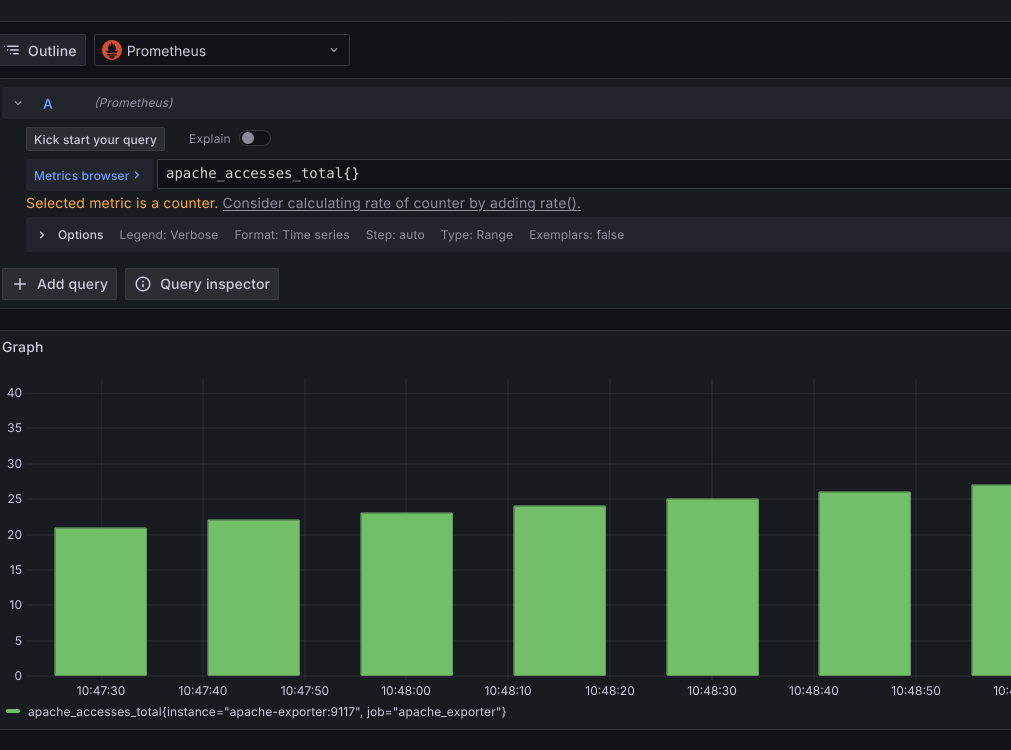 Outline Prometheus
A (Prometheus)
Kick start your query Explain
Metrics browser > apache_accesses_total{}
Selected metric is a counter. Consider calculating rate of counter by adding rate().
Options Legend: Verbose Format: Time series Step: auto Type: Range Exemplars: false
+ Add query Query inspector
Graph
40
35
30
25
20
15
10
5
0
10:47:30 10:47:40 10:47:50 10:48:00 10:48:10 10:48:20 10:48:30 10:48:40 10:48:50
apache_accesses_total{instance="apache-exporter:9117", job="apache_exporter"}